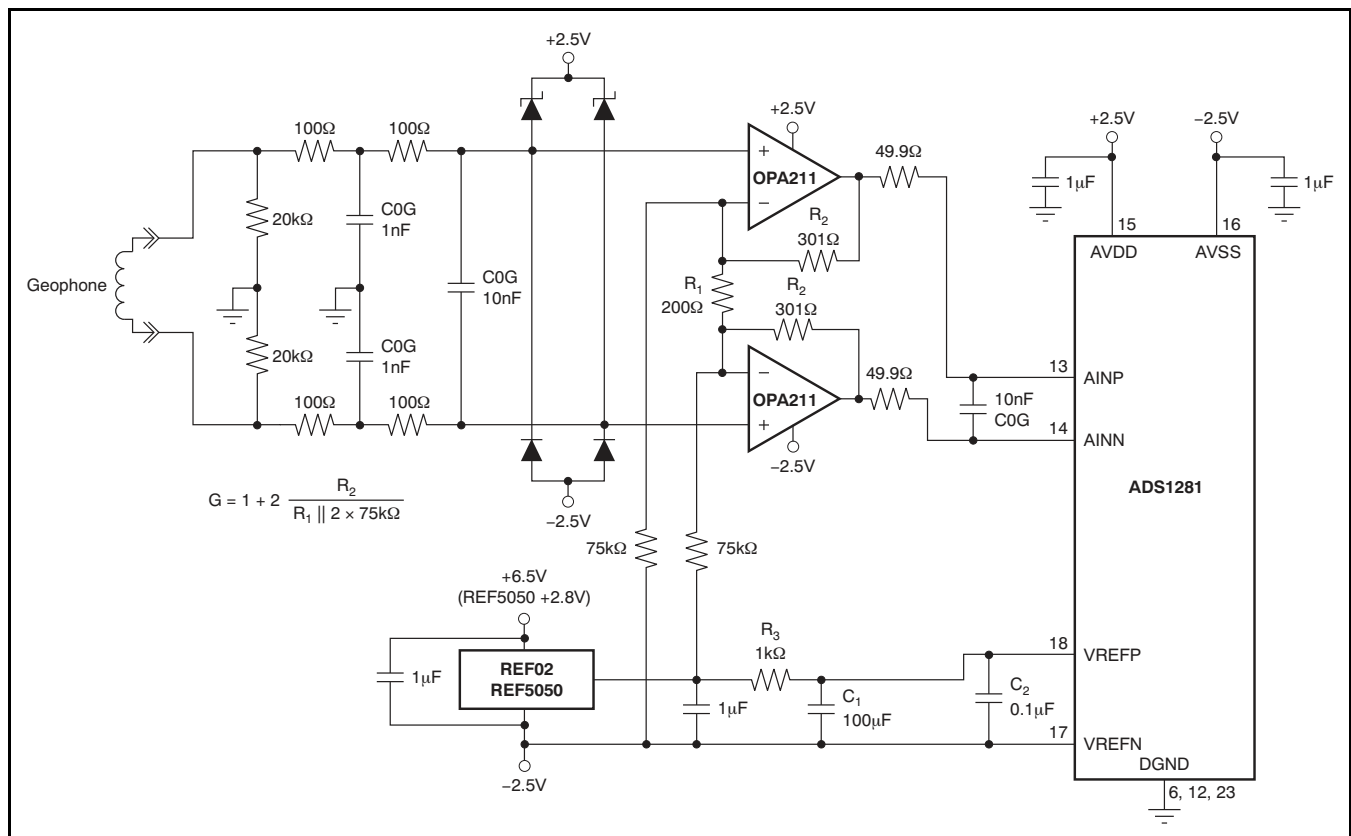 +2.5V
+2.5V
+2.5V
−2.5V
100Ω
100Ω
49.9Ω
1μF
1μF
+
OPA211
−
C0G
1nF
20kΩ
R2
301Ω
15
16
AVDD
AVSS
Geophone
C0G
10nF
R1
200Ω
R2
301Ω
20kΩ
C0G
1nF
−
OPA211
+
49.9Ω
13
AINP
10nF
C0G
14
AINN
100Ω
100Ω
−2.5V
ADS1281
G = 1 + 2 R2
R1 || 2 × 75kΩ
−2.5V
75kΩ
75kΩ
+6.5V
(REF5050 +2.8V)
R3
1kΩ
18
VREFP
1μF
REF02
REF5050
1μF
C1
100μF
C2
0.1μF
17
VREFN
−2.5V
DGND
6, 12, 23